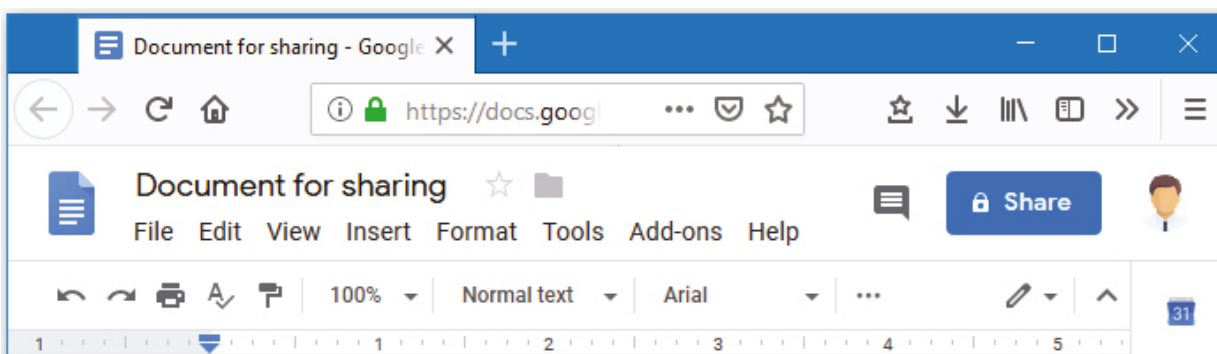 Document for sharing - Google
https://docs.googl
Document for sharing
Share
File Edit View Insert Format Tools Add-ons Help
100% Normal text Arial
31
1 1 2 3 4 5